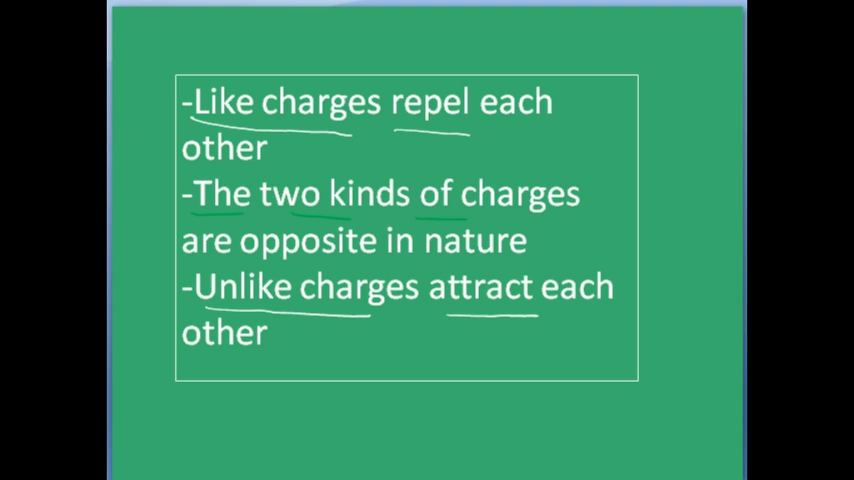 -Like charges repel each
other
-The two kinds of charges
are opposite in nature
-Unlike charges attract each
other